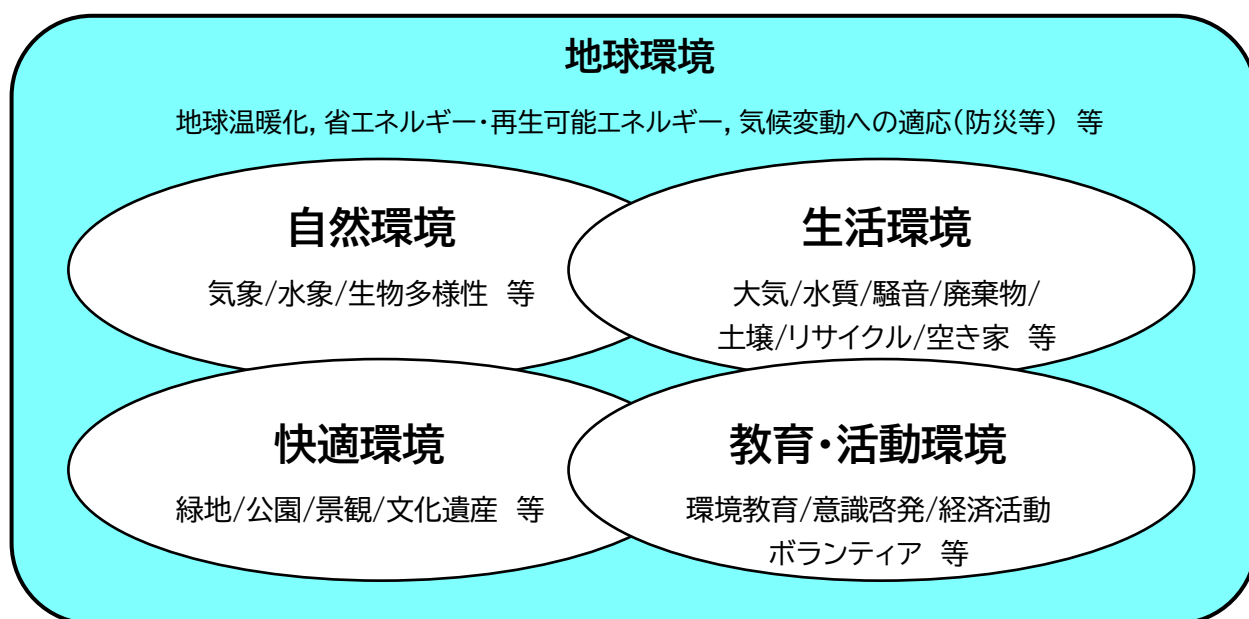 地球環境
地球温暖化, 省エネルギー・再生可能エネルギー, 気候変動への適応(防災等) 等
自然環境
気象/水象/生物多様性 等
生活環境
大気/水質/騒音/廃棄物/
土壌/リサイクル/空き家 等
快適環境
緑地/公園/景観/文化遺産 等
教育・活動環境
環境教育/意識啓発/経済活動
ボランティア 等